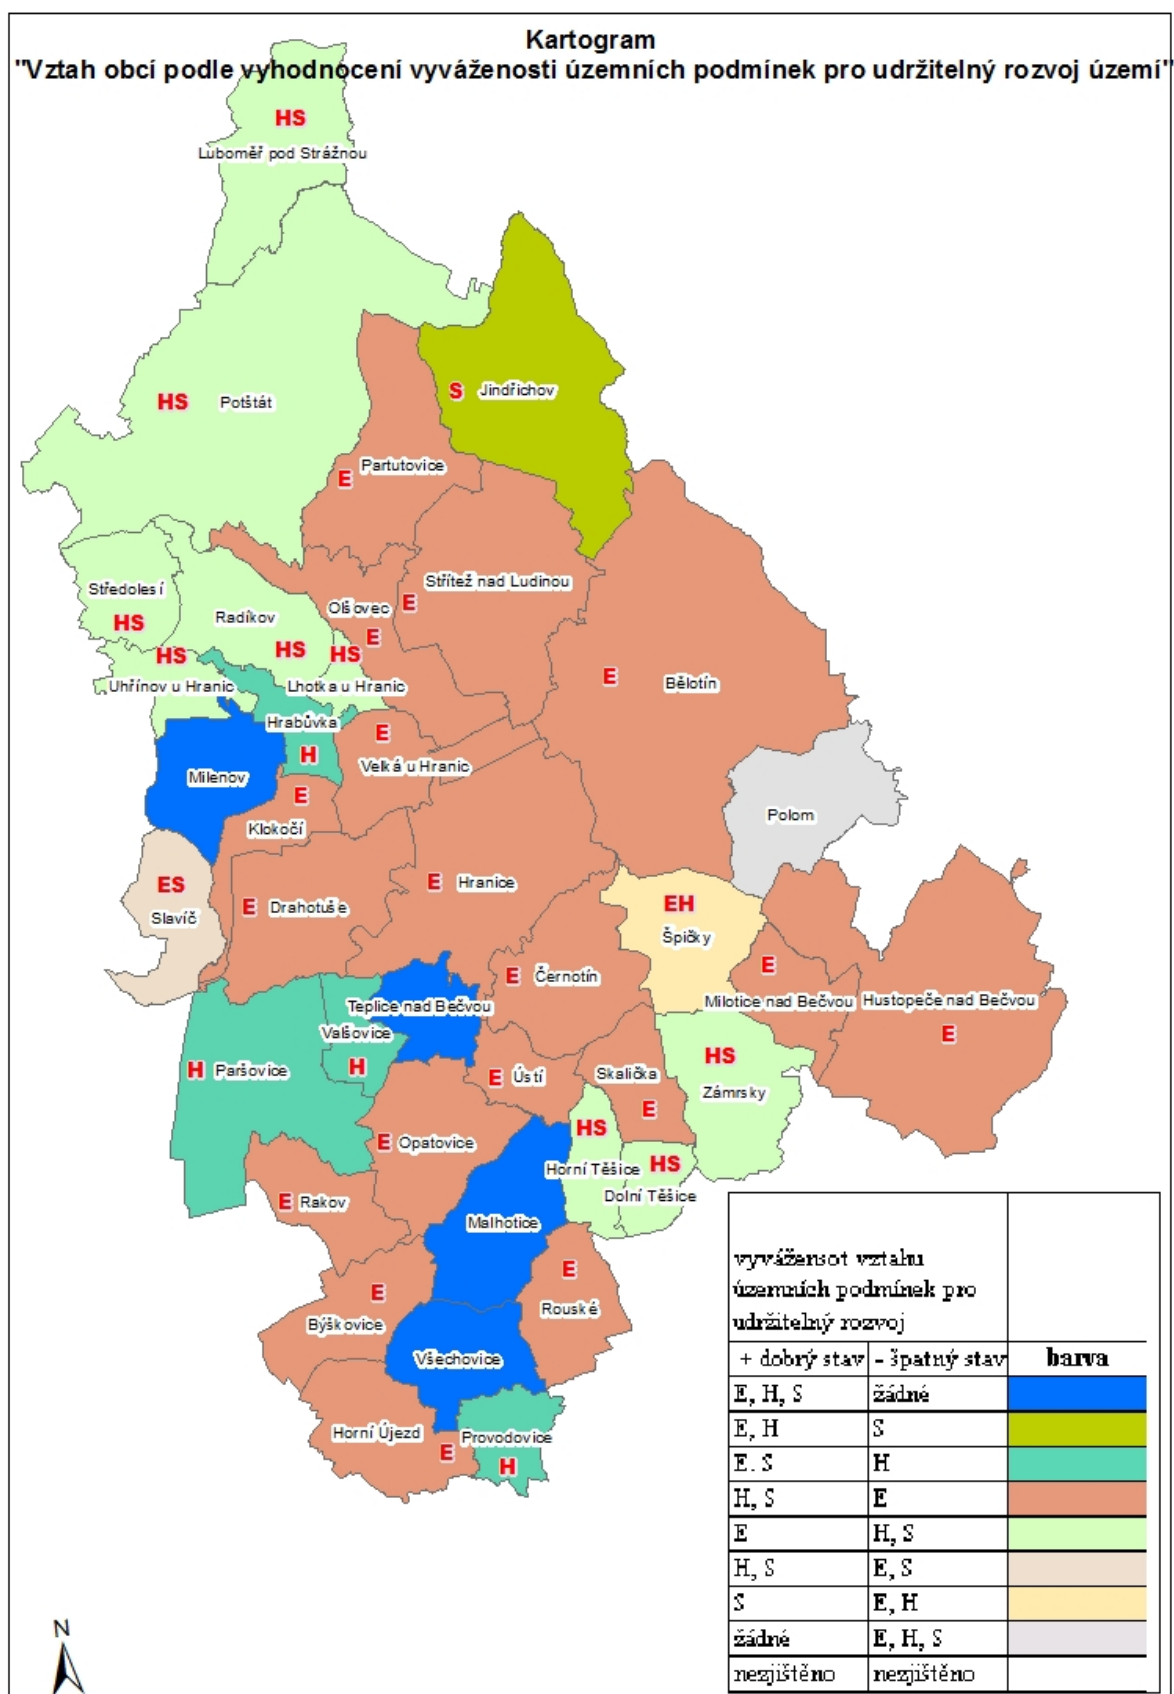 Kartogram
"Vztah obcí podle vyhodnocení vyváženosti územních podmínek pro udržitelný rozvoj území"
HS
Luboměř pod Strážnou
S Jindřichov
HS Potštát
Partutovice
E
Střítež nad Ludinou
Středolesí
HS
Olšovec
E
Radíkov
E
HS
HS
HS
E
Bělotín
Uhřínov u Hranic
Lhotka u Hranic
Hrabůvka
E
H
Velká u Hranic
Milenov
E
Klokočí
Polom
ES
Slavíč
E Hranice
E Drahotuše
EH
Špičky
E
E Černotín
Milotice nad Bečvou
Hustopeče nad Bečvou
E
Teplice nad Bečvou
Valšovice
H
H Paršovice
E Ústí
Skalička
E
HS
Zámrsky
HS
E Opatovice
Horní Těšice
HS
Dolní Těšice
E Rakov
Malhotice
E
Rouské
E
Býškovice
Všechovice
Horní Újezd
E
Provodovice
H
vyvážensot vztahu
územních podmínek pro
udržitelný rozvoj
+ dobrý stav - špatný stav barva
E, H, S žádné
E, H S
E. S H
H, S E
E H, S
H, S E, S
S E, H
žádné E, H, S
nezjištěno nezjištěno
N